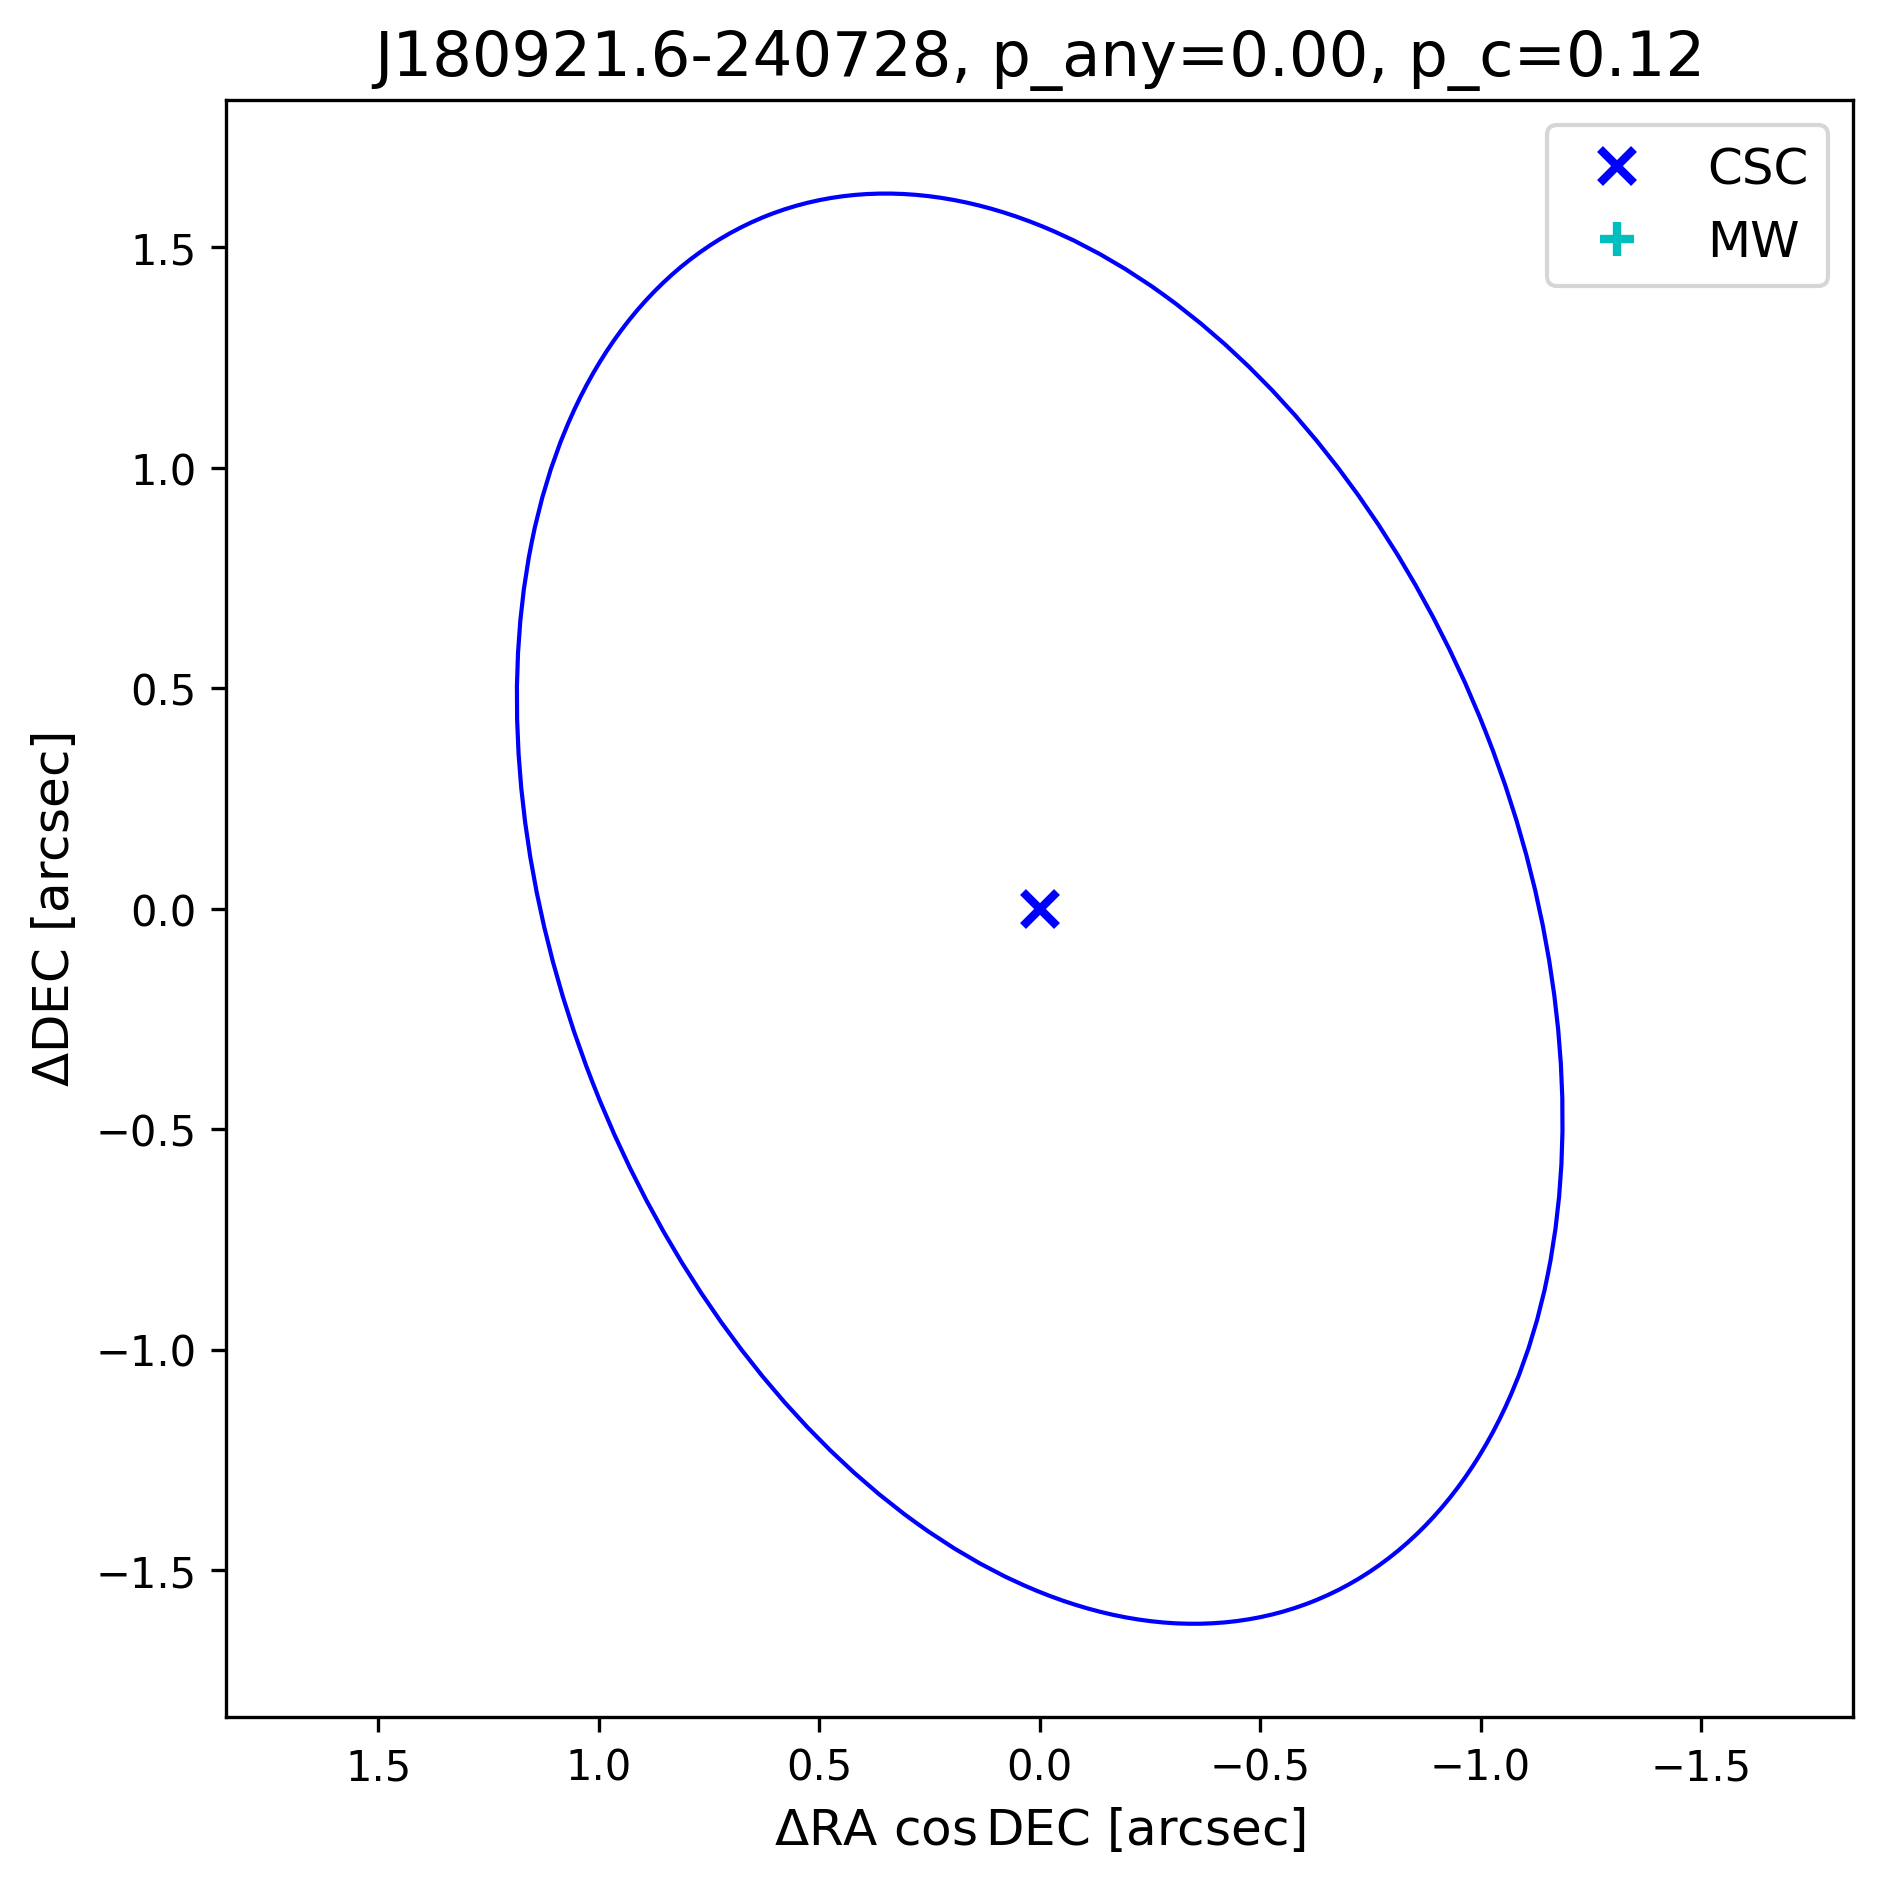 J180921.6-240728, p_any=0.00, p_c=0.12
CSC
MW
1.5
1.0
0.5
0.0
−0.5
−1.0
−1.5
ΔDEC [arcsec]
1.5 1.0 0.5 0.0 −0.5 −1.0 −1.5
ΔRA cos DEC [arcsec]